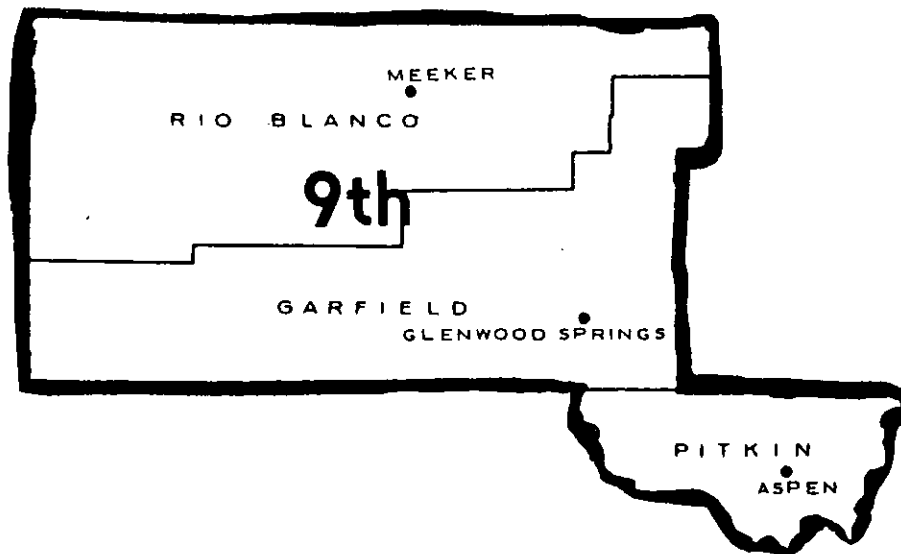 MEEKER
RIO BLANCO
9th
GARFIELD
GLENWOOD SPRINGS
PITKIN
ASPEN